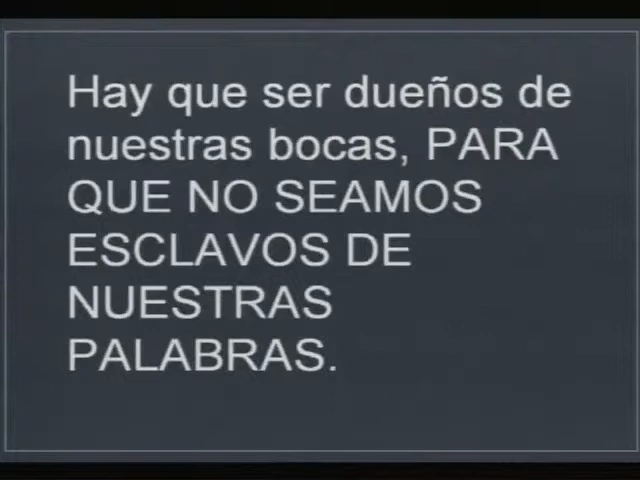 Hay que ser dueños de
nuestras bocas, PARA
QUE NO SEAMOS
ESCLAVOS DE
NUESTRAS
PALABRAS.